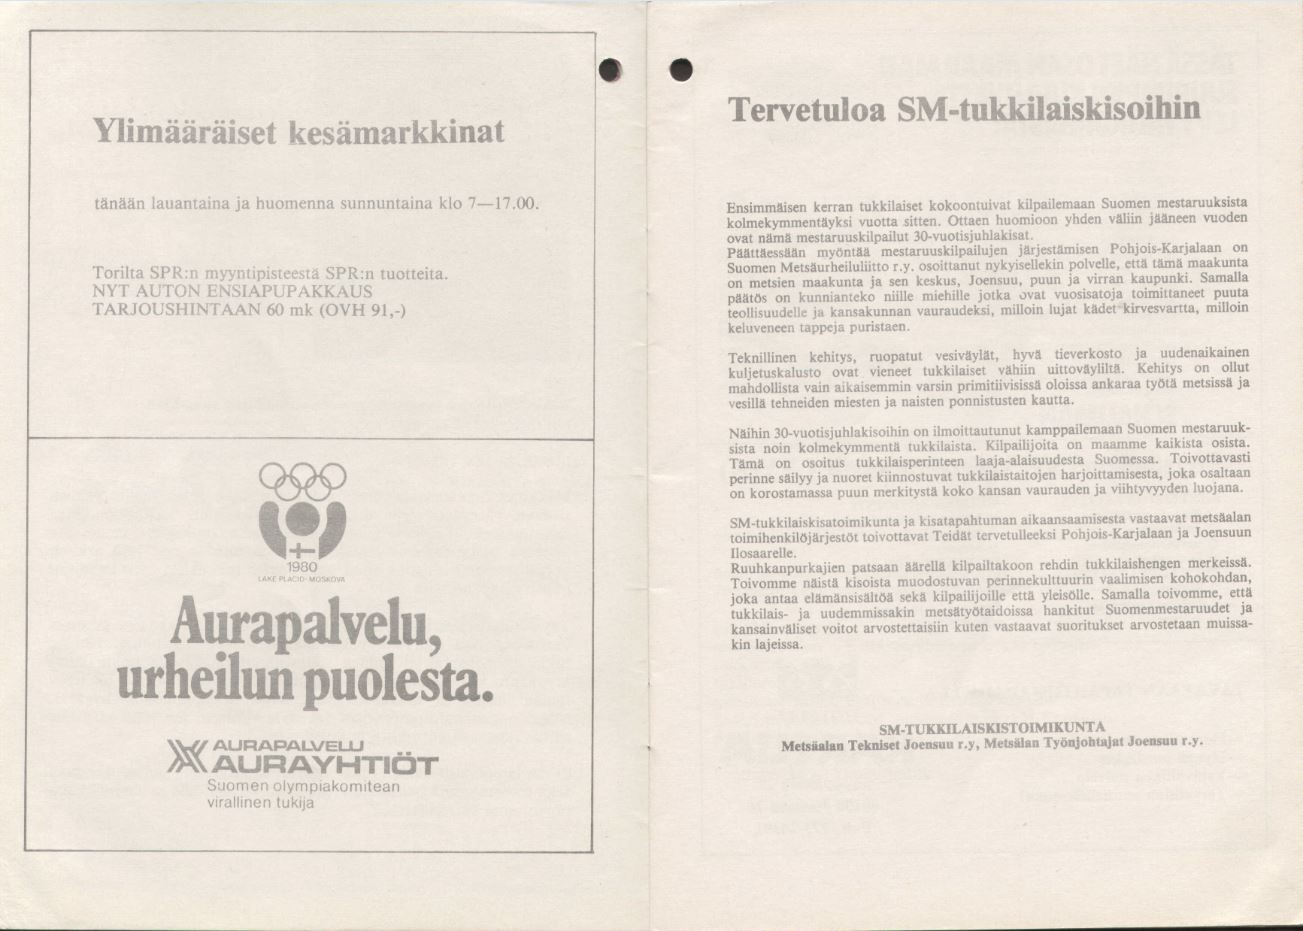 Ylimääräiset kesämarkkinat
tänään lauantaina ja huomenna sunnuntaina klo 7—17.00.
Torilta SPR:n myyntipisteestä SPR:n tuotteita.
NYT AUTON ENSIAPUPAKKAUS
TARJOUSHINTAAN 60 mk (OVH 91,-)
1980
LAKE PLACID- MOSKOVA
Aurapalvelu,
urheilun puolesta.
AURAPALVELU
AURAYHTIÖT
Suomen olympiakomitean
virallinen tukija
Tervetuloa SM-tukkilaiskisoihin
Ensimmäisen kerran tukkilaiset kokoontuivat kilpailemaan Suomen mestaruuksista
kolmekymmentäyksi vuotta sitten. Ottaen huomioon yhden väliin jääneen vuoden
ovat nämä mestaruuskilpailut 30-vuotisjuhlakisat.
Päättäessään myöntää mestaruuskilpailujen järjestämisen Pohjois-Karjalaan on
Suomen Metsäurheiluliitto r.y. osoittanut nykyisellekin polvelle, että tämä maakunta
on metsien maakunta ja sen keskus, Joensuu, puun ja virran kaupunki. Samalla
päätös on kunnianteko niille miehille jotka ovat vuosisatoja toimittaneet puuta
teollisuudelle ja kansakunnan vauraudeksi, milloin lujat kädet kirvesvartta, milloin
keluveneen tappeja puristaen.
Teknillinen kehitys, ruopatut vesiväylät, hyvä tieverkosto ja uudenaikainen
kuljetuskalusto ovat vieneet tukkilaiset vähiin uittoväyliltä. Kehitys on ollut
mahdollista vain aikaisemmin varsin primitiivisissä oloissa ankaraa työtä metsissä ja
vesillä tehneiden miesten ja naisten ponnistusten kautta.
Näihin 30-vuotisjuhlakisoihin on ilmoittautunut kamppailemaan Suomen mestaruuk-
sista noin kolmekymmentä tukkilaista. Kilpailijoita on maamme kaikista osista.
Tämä on osoitus tukkilaisperinteen laaja-alaisuudesta Suomessa. Toivottavasti
perinne säilyy ja nuoret kiinnostuvat tukkilaistaitojen harjoittamisesta, joka osaltaan
on korostamassa puun merkitystä koko kansan vaurauden ja viihtyvyyden luojana.
SM-tukkilaiskisatoimikunta ja kisatapahtuman aikaansaamisesta vastaavat metsäalan
toimihenkilöjärjestöt toivottavat Teidät tervetulleeksi Pohjois-Karjalaan ja Joensuun
Ilosaarelle.
Ruuhkanpurkajien patsaan äärellä kilpailtakoon rehdin tukkilaishengen merkeissä.
Toivomme näistä kisoista muodostuvan perinnekulttuurin vaalimisen kohokohdan,
joka antaa elämänsisältöä sekä kilpailijoille että yleisölle. Samalla toivomme, että
tukkilais- ja uudemmissakin metsätyötaidoissa hankitut Suomenmestaruudet ja
kansainväliset voitot arvostettaisiin kuten vastaavat suoritukset arvostetaan muissa-
kin lajeissa.
SM-TUKKILAISKISTOIMIKUNTA
Metsäalan Tekniset Joensuu r.y, Metsälan Työnjohtajat Joensuu r.y.